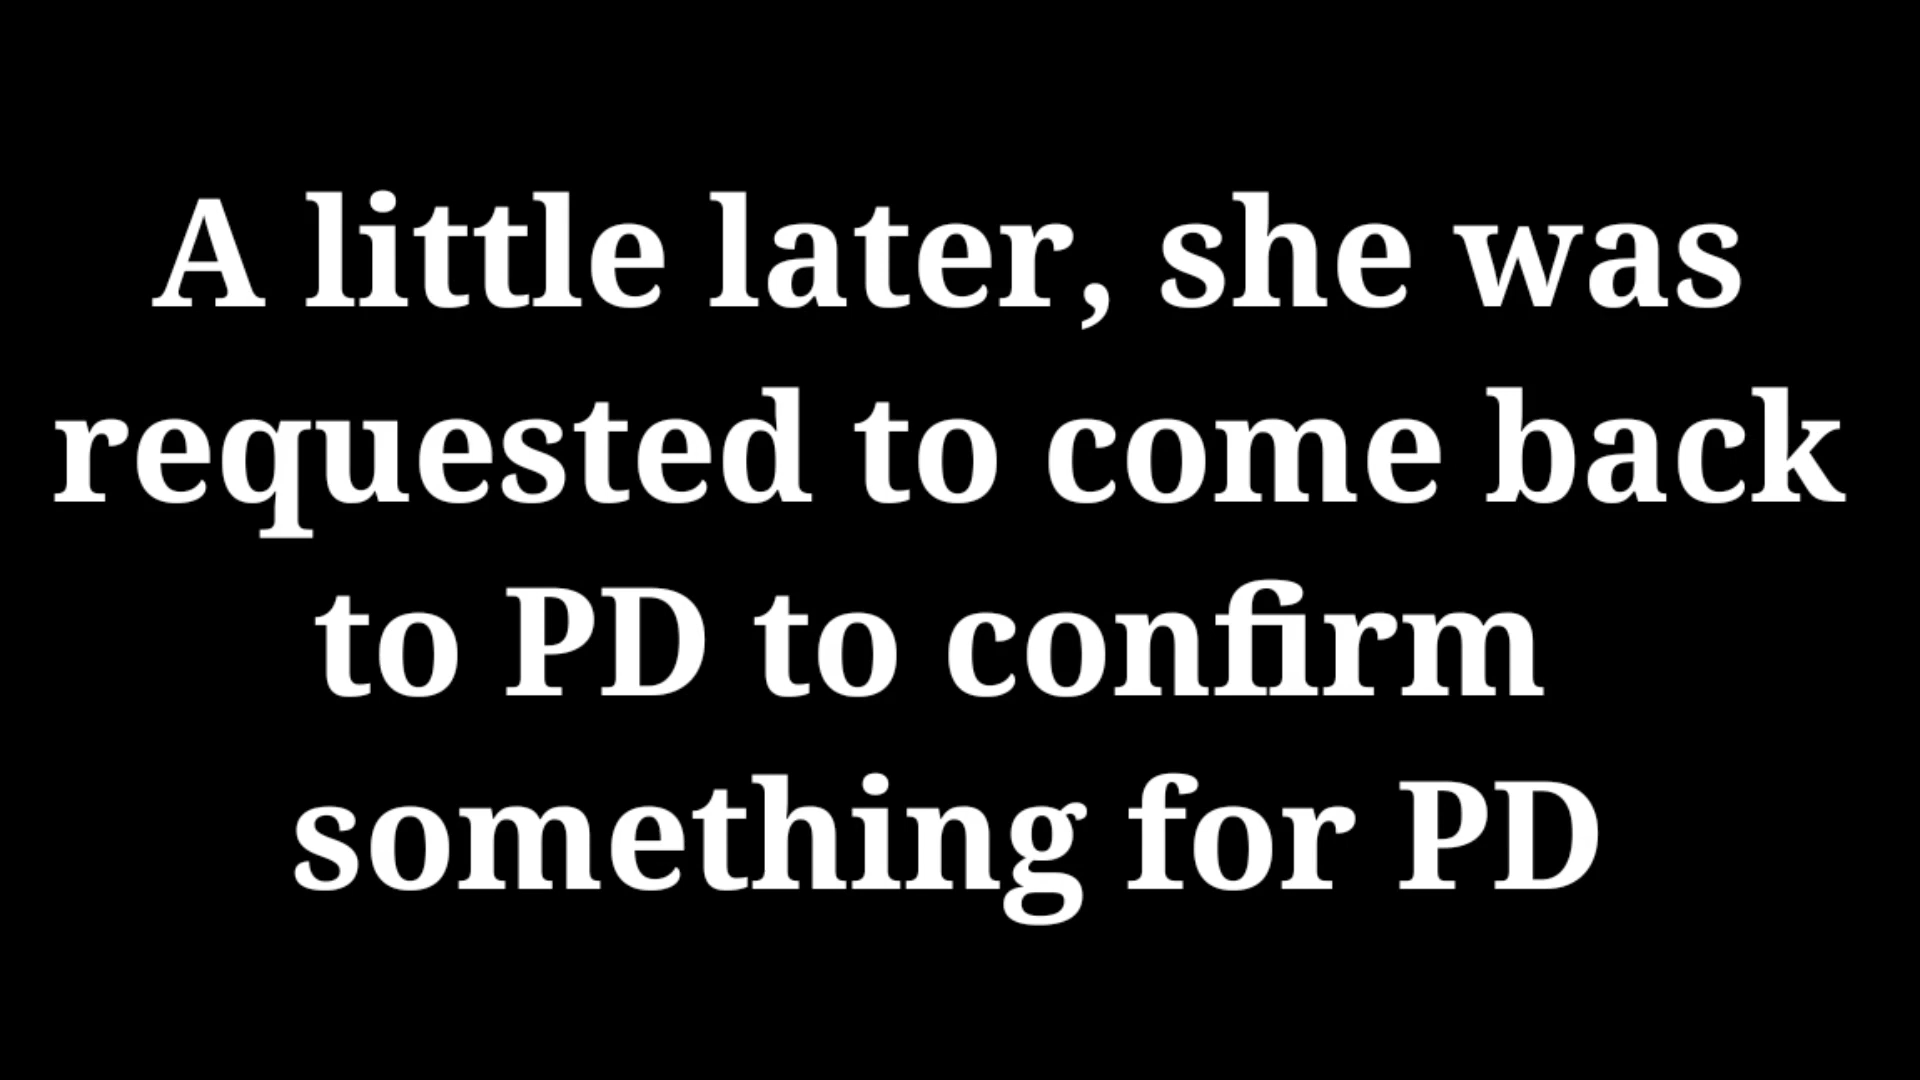 A little later, she was
requested to come back
to PD to confirm
something for PD